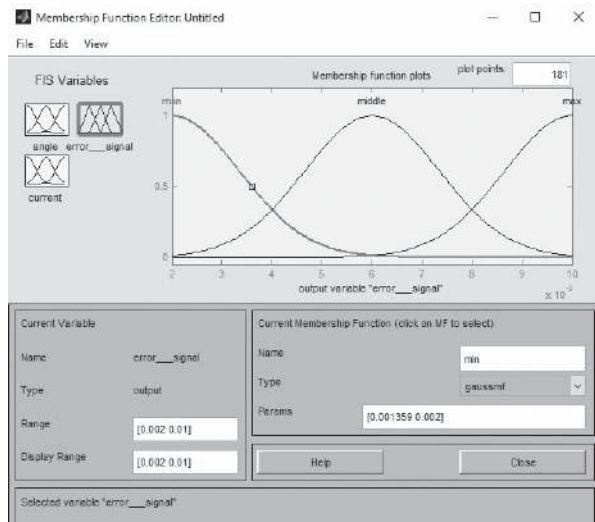 Membership Function Editor: Untitled
File Edit View
FIS Variables
angle error___signal
current
Membership function plots
plot points:
181
min
middle
max
1
0.5
0
2 3 4 5 6 7 8 9 10
output variable "error___signal"
x 10⁻³
Current Variable
Name error___signal
Type output
Range [0.002 0.01]
Display Range [0.002 0.01]
Current Membership Function (click on MF to select)
Name min
Type gaussmf
Params [0.001359 0.002]
Help
Close
Selected variable "error___signal"